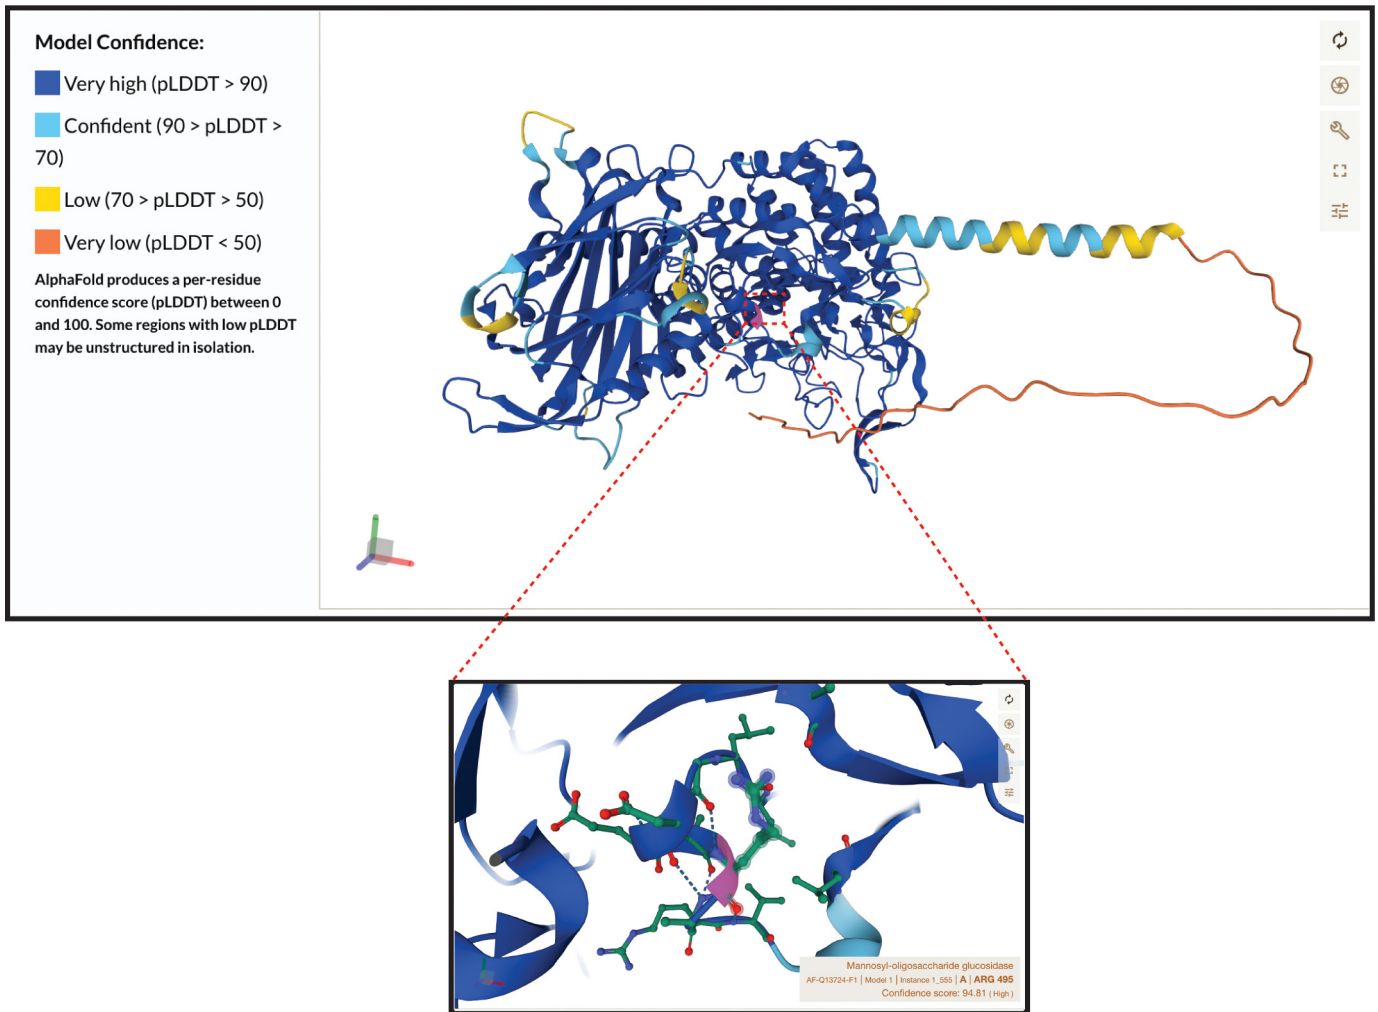 Model Confidence:
Very high (pLDDT > 90)
Confident (90 > pLDDT >
70)
Low (70 > pLDDT > 50)
Very low (pLDDT < 50)
AlphaFold produces a per-residue
confidence score (pLDDT) between 0
and 100. Some regions with low pLDDT
may be unstructured in isolation.
Mannosyl-oligosaccharide glucosidase
AF-Q13724-F1 | Model 1 | Instance 1_555 | A | ARG 495
Confidence score: 94.81 ( High )